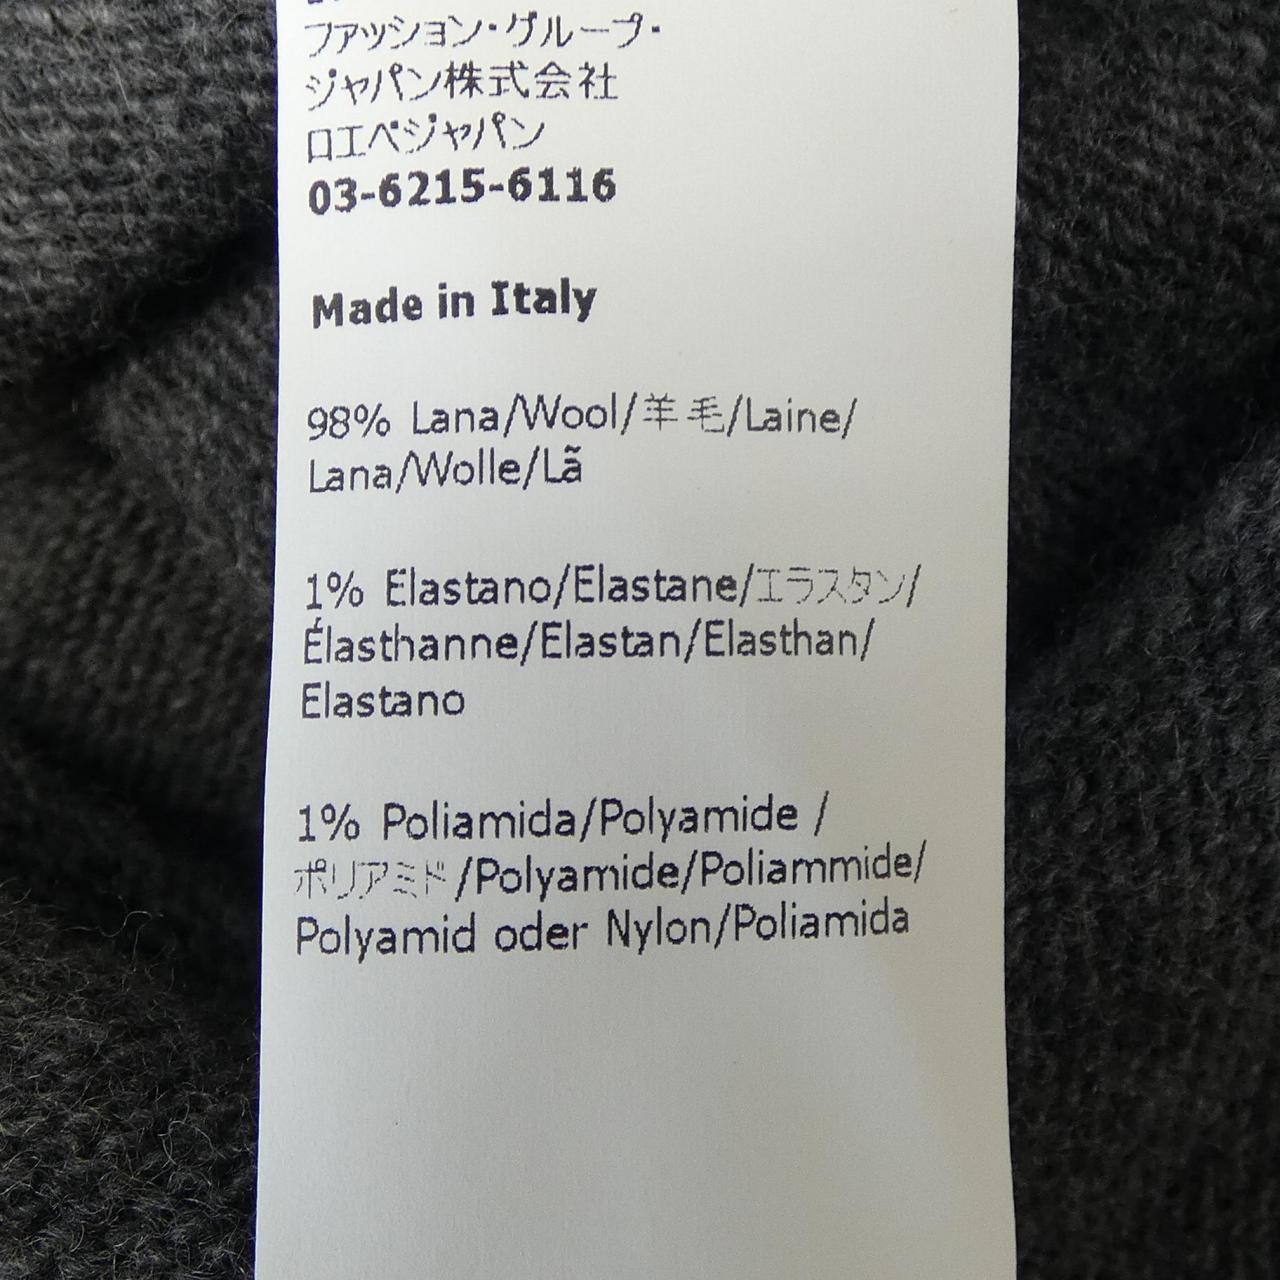 ファッション・グループ・
ジャパン株式会社
ロエベジャパン
03-6215-6116
Made in Italy
98% Lana/Wool/羊毛/Laine/
Lana/Wolle/Lã
1% Elastano/Elastane/エラスタン/
Élasthanne/Elastan/Elasthan/
Elastano
1% Poliamida/Polyamide /
ポリアミド/Polyamide/Poliammide/
Polyamid oder Nylon/Poliamida